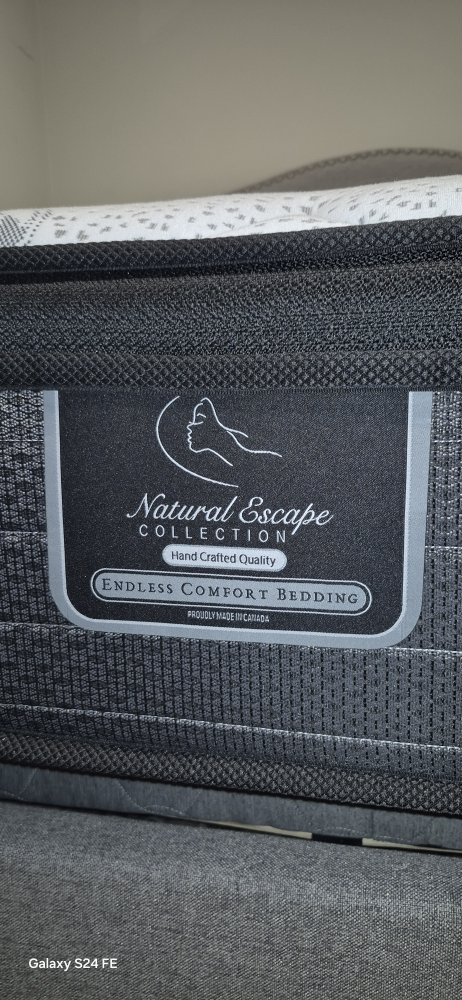 Natural Escape
COLLECTION
Hand Crafted Quality
ENDLESS COMFORT BEDDING
PROUDLY MADE IN CANADA
Galaxy S24 FE